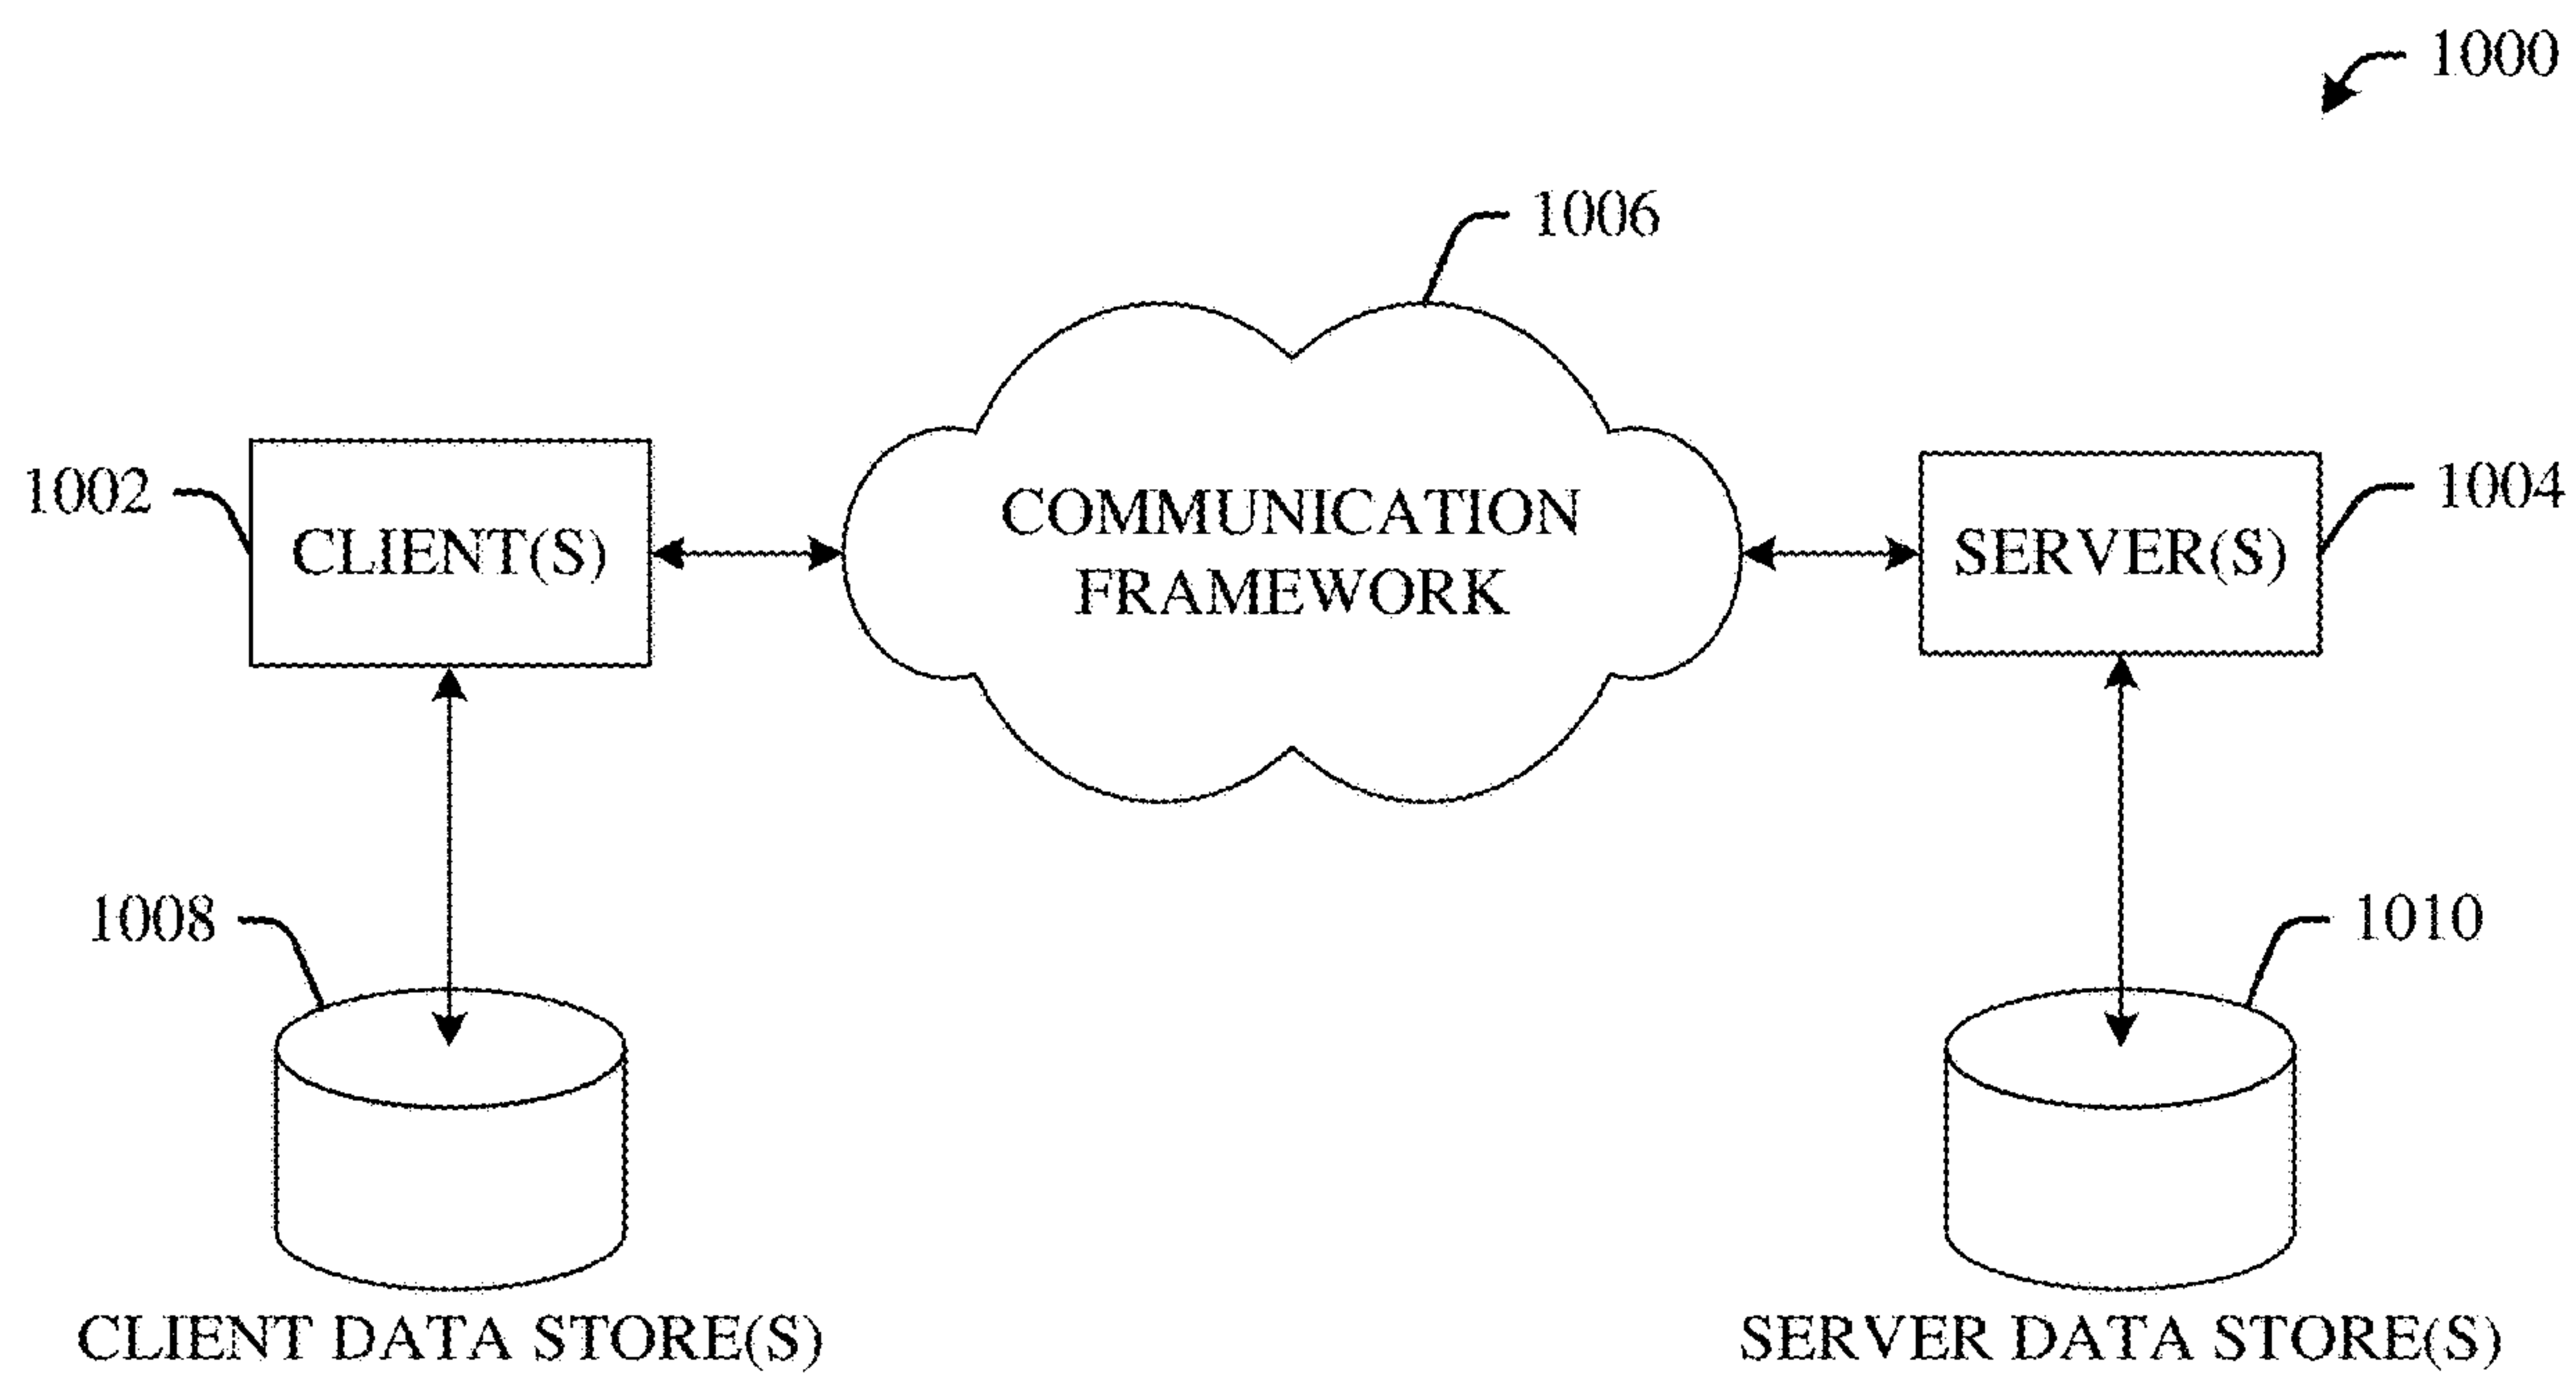 1000
1006
1002
CLIENT(S)
COMMUNICATION
FRAMEWORK
SERVER(S)
1004
1008
1010
CLIENT DATA STORE(S)
SERVER DATA STORE(S)